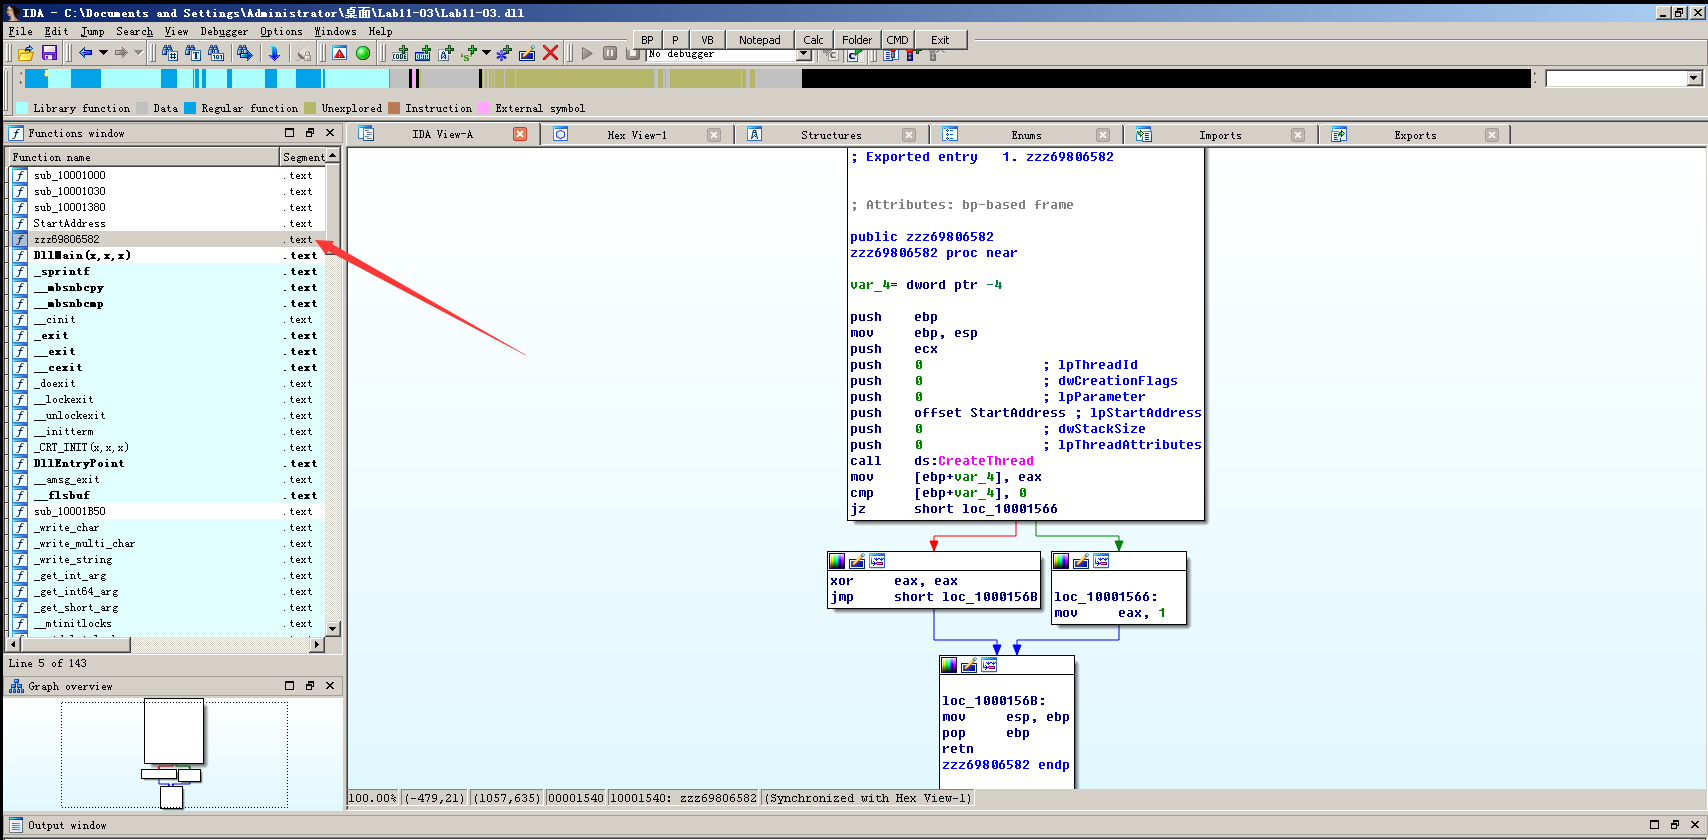 IDA - C:\Documents and Settings\Administrator\桌面\Lab11-03\Lab11-03.dll
File Edit Jump Search View Debugger Options Windows Help
BP P VB Notepad Calc Folder CMD Exit
No debugger
Library function Data Regular function Unexplored Instruction External symbol
Functions window
Function name Segment
sub_10001000 .text
sub_10001030 .text
sub_10001380 .text
StartAddress .text
zzz69806582 .text
DllMain(x,x,x) .text
_sprintf .text
__mbsnbcpy .text
__mbsnbcmp .text
__cinit .text
_exit .text
__exit .text
__cexit .text
_doexit .text
__lockexit .text
__unlockexit .text
__initterm .text
_CRT_INIT(x,x,x) .text
DllEntryPoint .text
__amsg_exit .text
__flsbuf .text
sub_10001B50 .text
_write_char .text
_write_multi_char .text
_write_string .text
_get_int_arg .text
_get_int64_arg .text
_get_short_arg .text
__mtinitlocks .text
Line 5 of 143
Graph overview
IDA View-A Hex View-1 Structures Enums Imports Exports
; Exported entry 1. zzz69806582
; Attributes: bp-based frame
public zzz69806582
zzz69806582 proc near
var_4= dword ptr -4
push ebp
mov ebp, esp
push ecx
push 0 ; lpThreadId
push 0 ; dwCreationFlags
push 0 ; lpParameter
push offset StartAddress ; lpStartAddress
push 0 ; dwStackSize
push 0 ; lpThreadAttributes
call ds:CreateThread
mov [ebp+var_4], eax
cmp [ebp+var_4], 0
jz short loc_10001566
xor eax, eax
jmp short loc_1000156B
loc_10001566:
mov eax, 1
loc_1000156B:
mov esp, ebp
pop ebp
retn
zzz69806582 endp
100.00% (-479,21) (1057,635) 00001540 10001540: zzz69806582 (Synchronized with Hex View-1)
Output window